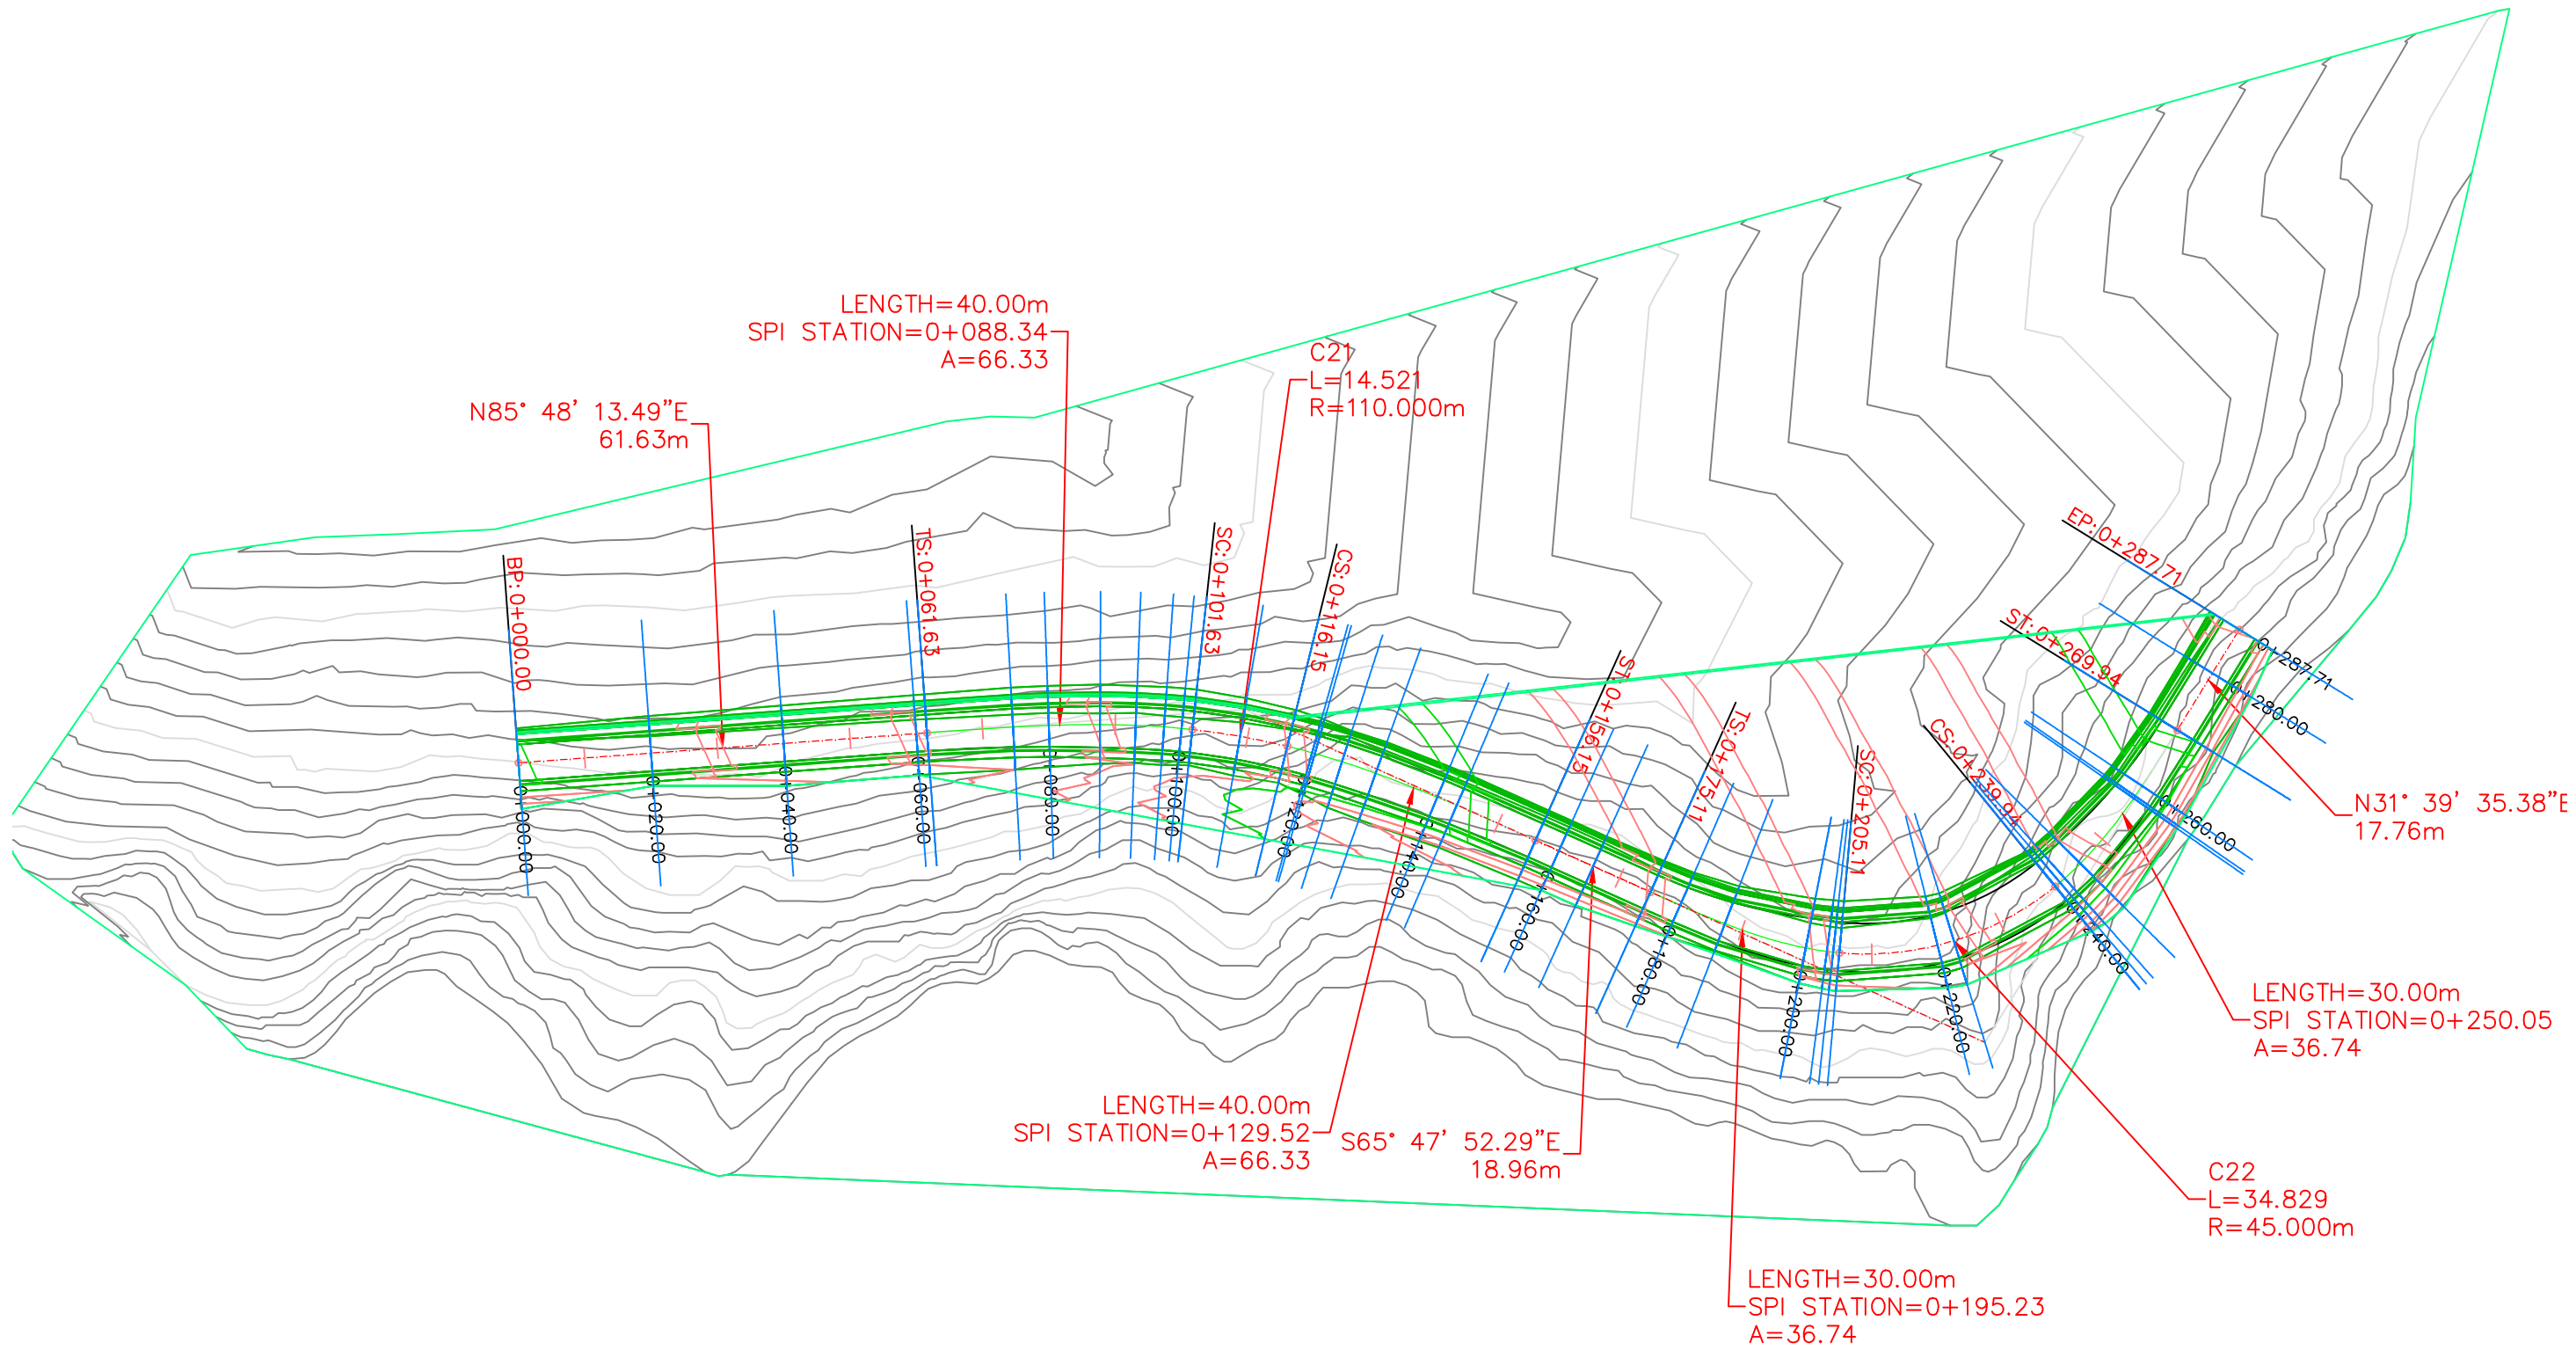 LENGTH=40.00m
SPI STATION=0+088.34
A=66.33
C21
L=14.521
R=110.000m
N85° 48' 13.49"E
61.63m
BP:0+000.00
TS:0+061.63
SC:0+101.63
CS:0+116.15
ST:0+156.15
TS:0+175.11
SC:0+205.11
CS:0+239.94
ST:0+269.94
EP:0+287.71
0+000.00
0+020.00
0+040.00
0+060.00
0+080.00
0+100.00
0+120.00
0+140.00
0+160.00
0+180.00
0+200.00
0+220.00
0+240.00
0+260.00
0+280.00
0+287.71
N31° 39' 35.38"E
17.76m
LENGTH=30.00m
SPI STATION=0+250.05
A=36.74
LENGTH=40.00m
SPI STATION=0+129.52
A=66.33
S65° 47' 52.29"E
18.96m
C22
L=34.829
R=45.000m
LENGTH=30.00m
SPI STATION=0+195.23
A=36.74